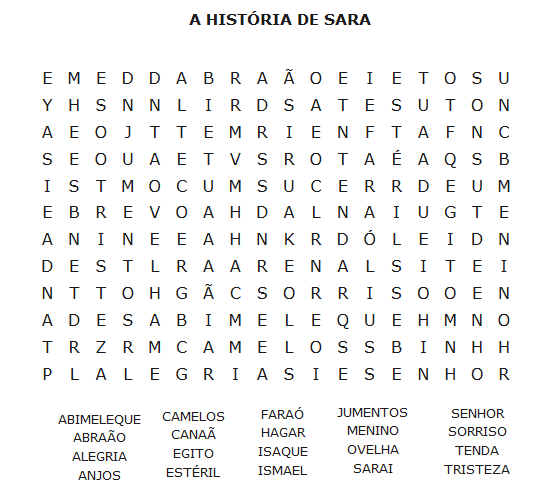 A HISTÓRIA DE SARA
E M E D D A B R A Ã O E I E T O S U
Y H S N N L I R D S A T E S U T O N
A E O J T T E M R I E N F T A F N C
S E O U A E T V S R O T A É A Q S B
I S T M O C U M S U C E R R D E U M
E B R E V O A H D A L N A I U G T E
A N I N E E A H N K R D Ó L E I D N
D E S T L R A A R E N A L S I T E I
N T T O H G Ã C S O R R I S O O E N
A D E S A B I M E L E Q U E H M N O
T R Z R M C A M E L O S S B I N H H
P L A L E G R I A S I E S E N H O R
ABIMELEQUE CAMELOS FARAÓ JUMENTOS SENHOR
ABRAÃO CANAÃ HAGAR MENINO SORRISO
ALEGRIA EGITO ISAQUE OVELHA TENDA
ANJOS ESTÉRIL ISMAEL SARAI TRISTEZA